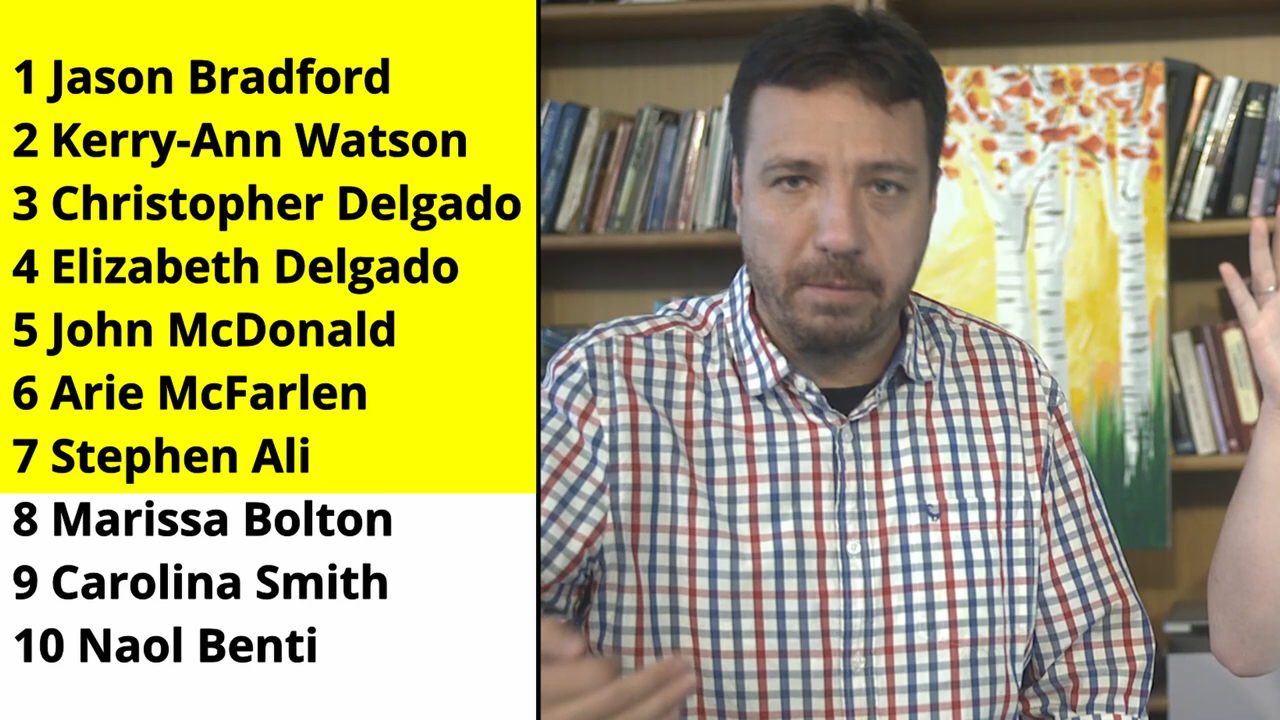 1 Jason Bradford
2 Kerry-Ann Watson
3 Christopher Delgado
4 Elizabeth Delgado
5 John McDonald
6 Arie McFarlen
7 Stephen Ali
8 Marissa Bolton
9 Carolina Smith
10 Naol Benti